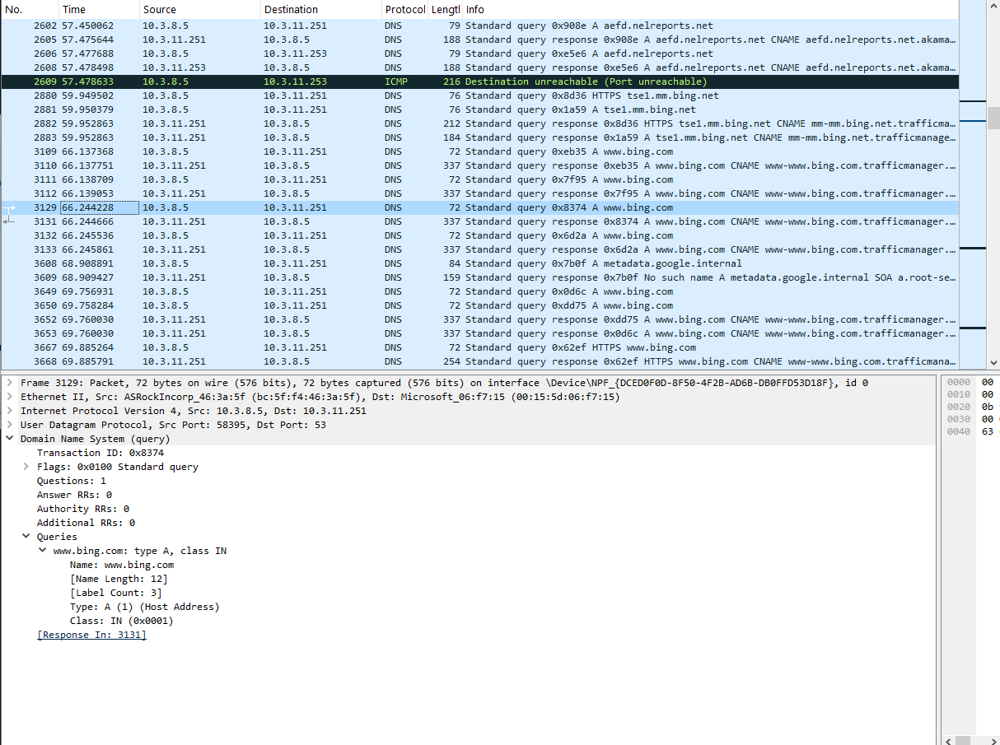 No. Time Source Destination Protocol Lengtl Info
2602 57.450062 10.3.8.5 10.3.11.251 DNS 79 Standard query 0x908e A aefd.nelreports.net
2605 57.475644 10.3.11.251 10.3.8.5 DNS 188 Standard query response 0x908e A aefd.nelreports.net CNAME aefd.nelreports.net.akama…
2606 57.477688 10.3.8.5 10.3.11.253 DNS 79 Standard query 0xe5e6 A aefd.nelreports.net
2608 57.478498 10.3.11.253 10.3.8.5 DNS 188 Standard query response 0xe5e6 A aefd.nelreports.net CNAME aefd.nelreports.net.akama…
2609 57.478633 10.3.8.5 10.3.11.253 ICMP 216 Destination unreachable (Port unreachable)
2880 59.949502 10.3.8.5 10.3.11.251 DNS 76 Standard query 0x8d36 HTTPS tse1.mm.bing.net
2881 59.950379 10.3.8.5 10.3.11.251 DNS 76 Standard query 0x1a59 A tse1.mm.bing.net
2882 59.952863 10.3.11.251 10.3.8.5 DNS 212 Standard query response 0x8d36 HTTPS tse1.mm.bing.net CNAME mm-mm.bing.net.trafficma…
2883 59.952863 10.3.11.251 10.3.8.5 DNS 184 Standard query response 0x1a59 A tse1.mm.bing.net CNAME mm-mm.bing.net.trafficmanage…
3109 66.137368 10.3.8.5 10.3.11.251 DNS 72 Standard query 0xeb35 A www.bing.com
3110 66.137751 10.3.11.251 10.3.8.5 DNS 337 Standard query response 0xeb35 A www.bing.com CNAME www-www.bing.com.trafficmanager.…
3111 66.138709 10.3.8.5 10.3.11.251 DNS 72 Standard query 0x7f95 A www.bing.com
3112 66.139053 10.3.11.251 10.3.8.5 DNS 337 Standard query response 0x7f95 A www.bing.com CNAME www-www.bing.com.trafficmanager.…
3129 66.244228 10.3.8.5 10.3.11.251 DNS 72 Standard query 0x8374 A www.bing.com
3131 66.244666 10.3.11.251 10.3.8.5 DNS 337 Standard query response 0x8374 A www.bing.com CNAME www-www.bing.com.trafficmanager.…
3132 66.245536 10.3.8.5 10.3.11.251 DNS 72 Standard query 0x6d2a A www.bing.com
3133 66.245861 10.3.11.251 10.3.8.5 DNS 337 Standard query response 0x6d2a A www.bing.com CNAME www-www.bing.com.trafficmanager.…
3608 68.908891 10.3.8.5 10.3.11.251 DNS 84 Standard query 0x7b0f A metadata.google.internal
3609 68.909427 10.3.11.251 10.3.8.5 DNS 159 Standard query response 0x7b0f No such name A metadata.google.internal SOA a.root-se…
3649 69.756931 10.3.8.5 10.3.11.251 DNS 72 Standard query 0x0d6c A www.bing.com
3650 69.758284 10.3.8.5 10.3.11.251 DNS 72 Standard query 0xdd75 A www.bing.com
3652 69.760030 10.3.11.251 10.3.8.5 DNS 337 Standard query response 0xdd75 A www.bing.com CNAME www-www.bing.com.trafficmanager.…
3653 69.760030 10.3.11.251 10.3.8.5 DNS 337 Standard query response 0x0d6c A www.bing.com CNAME www-www.bing.com.trafficmanager.…
3667 69.885264 10.3.8.5 10.3.11.251 DNS 72 Standard query 0x62ef HTTPS www.bing.com
3668 69.885791 10.3.11.251 10.3.8.5 DNS 254 Standard query response 0x62ef HTTPS www.bing.com CNAME www-www.bing.com.trafficmana…
Frame 3129: Packet, 72 bytes on wire (576 bits), 72 bytes captured (576 bits) on interface \Device\NPF_{DCED0F0D-8F50-4F2B-AD6B-DB0FFD53D18F}, id 0
Ethernet II, Src: ASRockIncorp_46:3a:5f (bc:5f:f4:46:3a:5f), Dst: Microsoft_06:f7:15 (00:15:5d:06:f7:15)
Internet Protocol Version 4, Src: 10.3.8.5, Dst: 10.3.11.251
User Datagram Protocol, Src Port: 58395, Dst Port: 53
Domain Name System (query)
Transaction ID: 0x8374
Flags: 0x0100 Standard query
Questions: 1
Answer RRs: 0
Authority RRs: 0
Additional RRs: 0
Queries
www.bing.com: type A, class IN
Name: www.bing.com
[Name Length: 12]
[Label Count: 3]
Type: A (1) (Host Address)
Class: IN (0x0001)
[Response In: 3131]
0000 00
0010 00
0020 0b
0030 00
0040 63